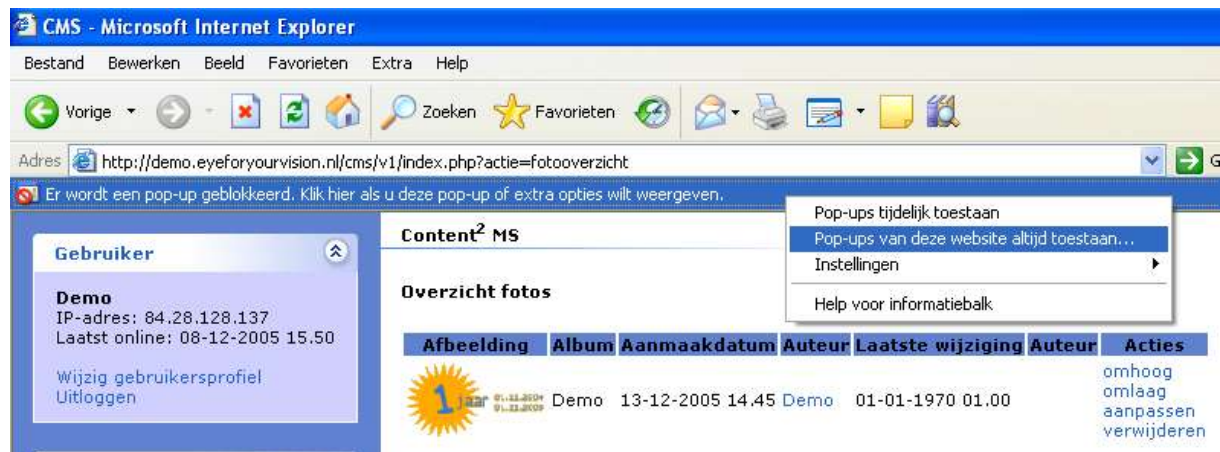 CMS - Microsoft Internet Explorer
Bestand Bewerken Beeld Favorieten Extra Help
Vorige Zoeken Favorieten
Adres http://demo.eyeforyourvision.nl/cms/v1/index.php?actie=fotooverzicht G
Er wordt een pop-up geblokkeerd. Klik hier als u deze pop-up of extra opties wilt weergeven.
Pop-ups tijdelijk toestaan
Pop-ups van deze website altijd toestaan...
Instellingen
Help voor informatiebalk
Gebruiker
Demo
IP-adres: 84.28.128.137
Laatst online: 08-12-2005 15.50
Wijzig gebruikersprofiel
Uitloggen
Content² MS
Overzicht fotos
Afbeelding Album Aanmaakdatum Auteur Laatste wijziging Auteur Acties
1 jaar Demo 13-12-2005 14.45 Demo 01-01-1970 01.00
omhoog
omlaag
aanpassen
verwijderen